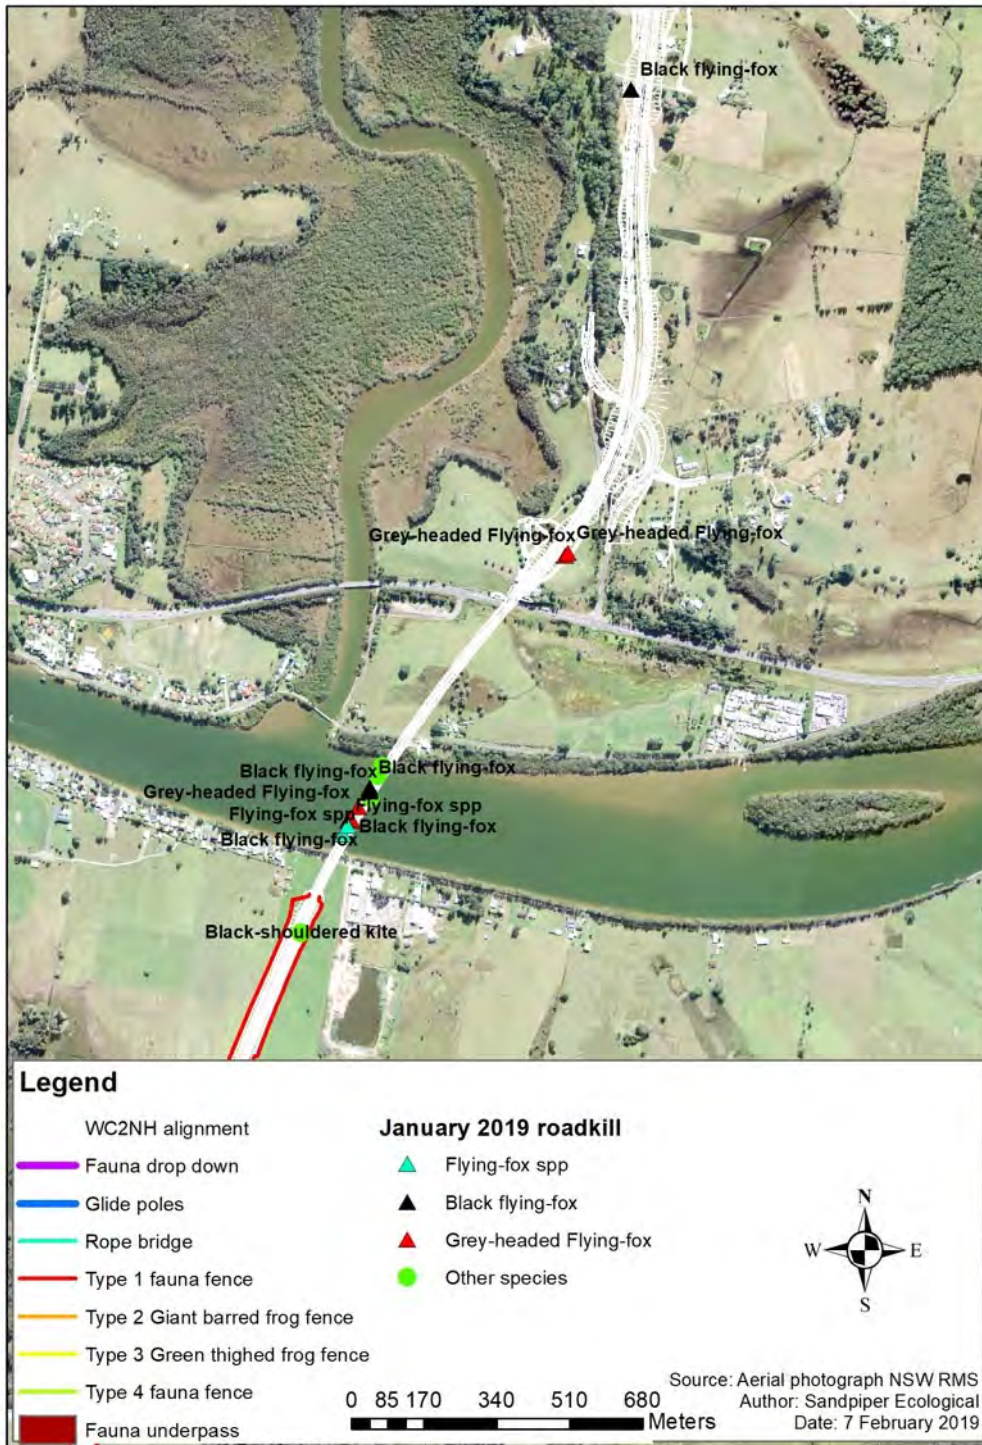 Black flying-fox
Grey-headed Flying-fox
Grey-headed Flying-fox
Black flying-fox
Black flying-fox
Grey-headed Flying-fox
Flying-fox spp
Flying-fox spp
Black flying-fox
Black flying-fox
Black-shouldered kite
Legend
WC2NH alignment
Fauna drop down
Glide poles
Rope bridge
Type 1 fauna fence
Type 2 Giant barred frog fence
Type 3 Green thighed frog fence
Type 4 fauna fence
Fauna underpass
January 2019 roadkill
Flying-fox spp
Black flying-fox
Grey-headed Flying-fox
Other species
N
W E
S
0 85 170 340 510 680
Meters
Source: Aerial photograph NSW RMS
Author: Sandpiper Ecological
Date: 7 February 2019